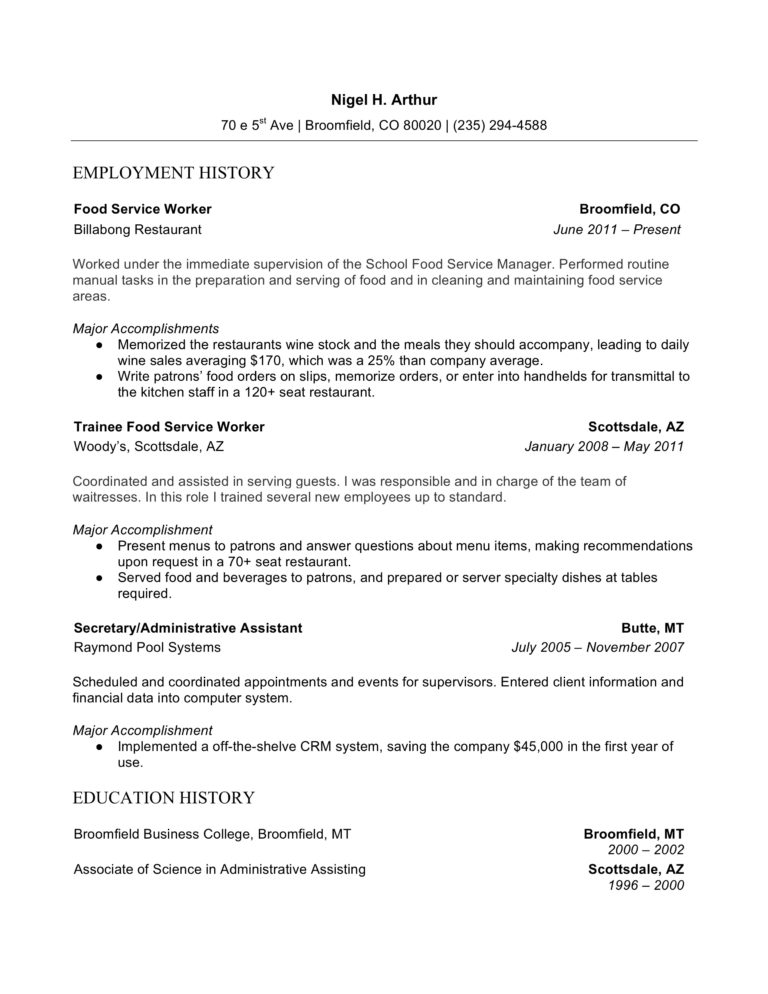 Nigel H. Arthur
70 e 5st Ave | Broomfield, CO 80020 | (235) 294-4588
EMPLOYMENT HISTORY
Food Service Worker Broomfield, CO
Billabong Restaurant June 2011 – Present
Worked under the immediate supervision of the School Food Service Manager. Performed routine
manual tasks in the preparation and serving of food and in cleaning and maintaining food service
areas.
Major Accomplishments
● Memorized the restaurants wine stock and the meals they should accompany, leading to daily
wine sales averaging $170, which was a 25% than company average.
● Write patrons’ food orders on slips, memorize orders, or enter into handhelds for transmittal to
the kitchen staff in a 120+ seat restaurant.
Trainee Food Service Worker Scottsdale, AZ
Woody’s, Scottsdale, AZ January 2008 – May 2011
Coordinated and assisted in serving guests. I was responsible and in charge of the team of
waitresses. In this role I trained several new employees up to standard.
Major Accomplishment
● Present menus to patrons and answer questions about menu items, making recommendations
upon request in a 70+ seat restaurant.
● Served food and beverages to patrons, and prepared or server specialty dishes at tables
required.
Secretary/Administrative Assistant Butte, MT
Raymond Pool Systems July 2005 – November 2007
Scheduled and coordinated appointments and events for supervisors. Entered client information and
financial data into computer system.
Major Accomplishment
● Implemented a off-the-shelve CRM system, saving the company $45,000 in the first year of
use.
EDUCATION HISTORY
Broomfield Business College, Broomfield, MT Broomfield, MT
2000 – 2002
Associate of Science in Administrative Assisting Scottsdale, AZ
1996 – 2000